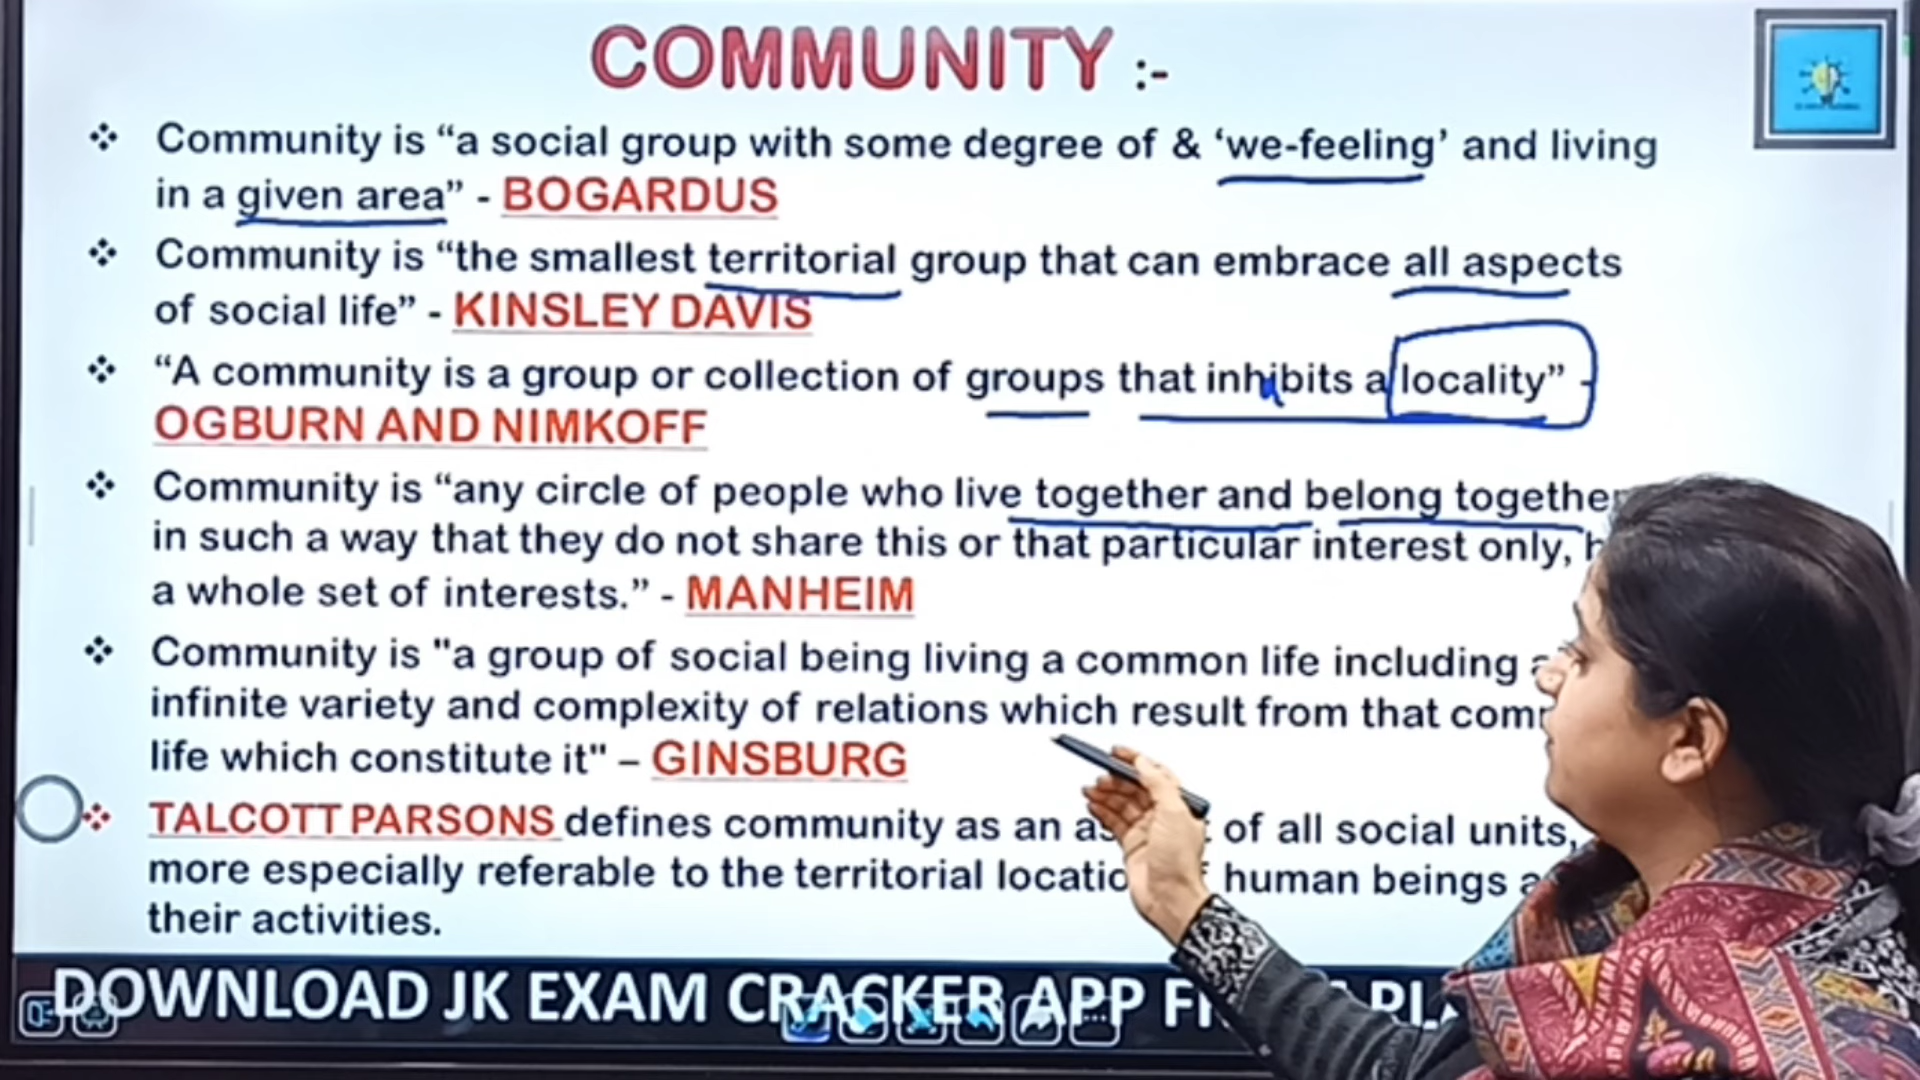 COMMUNITY :-
❖ Community is “a social group with some degree of & ‘we-feeling’ and living
in a given area” - BOGARDUS
❖ Community is “the smallest territorial group that can embrace all aspects
of social life” - KINSLEY DAVIS
❖ “A community is a group or collection of groups that inhabits a locality” -
OGBURN AND NIMKOFF
❖ Community is “any circle of people who live together and belong together
in such a way that they do not share this or that particular interest only,
a whole set of interests.” - MANHEIM
❖ Community is "a group of social being living a common life including
infinite variety and complexity of relations which result from that
life which constitute it" – GINSBURG
❖ TALCOTT PARSONS defines community as an of all social units,
more especially referable to the territorial human beings
their activities.
DOWNLOAD JK EXAM CRACKER APP